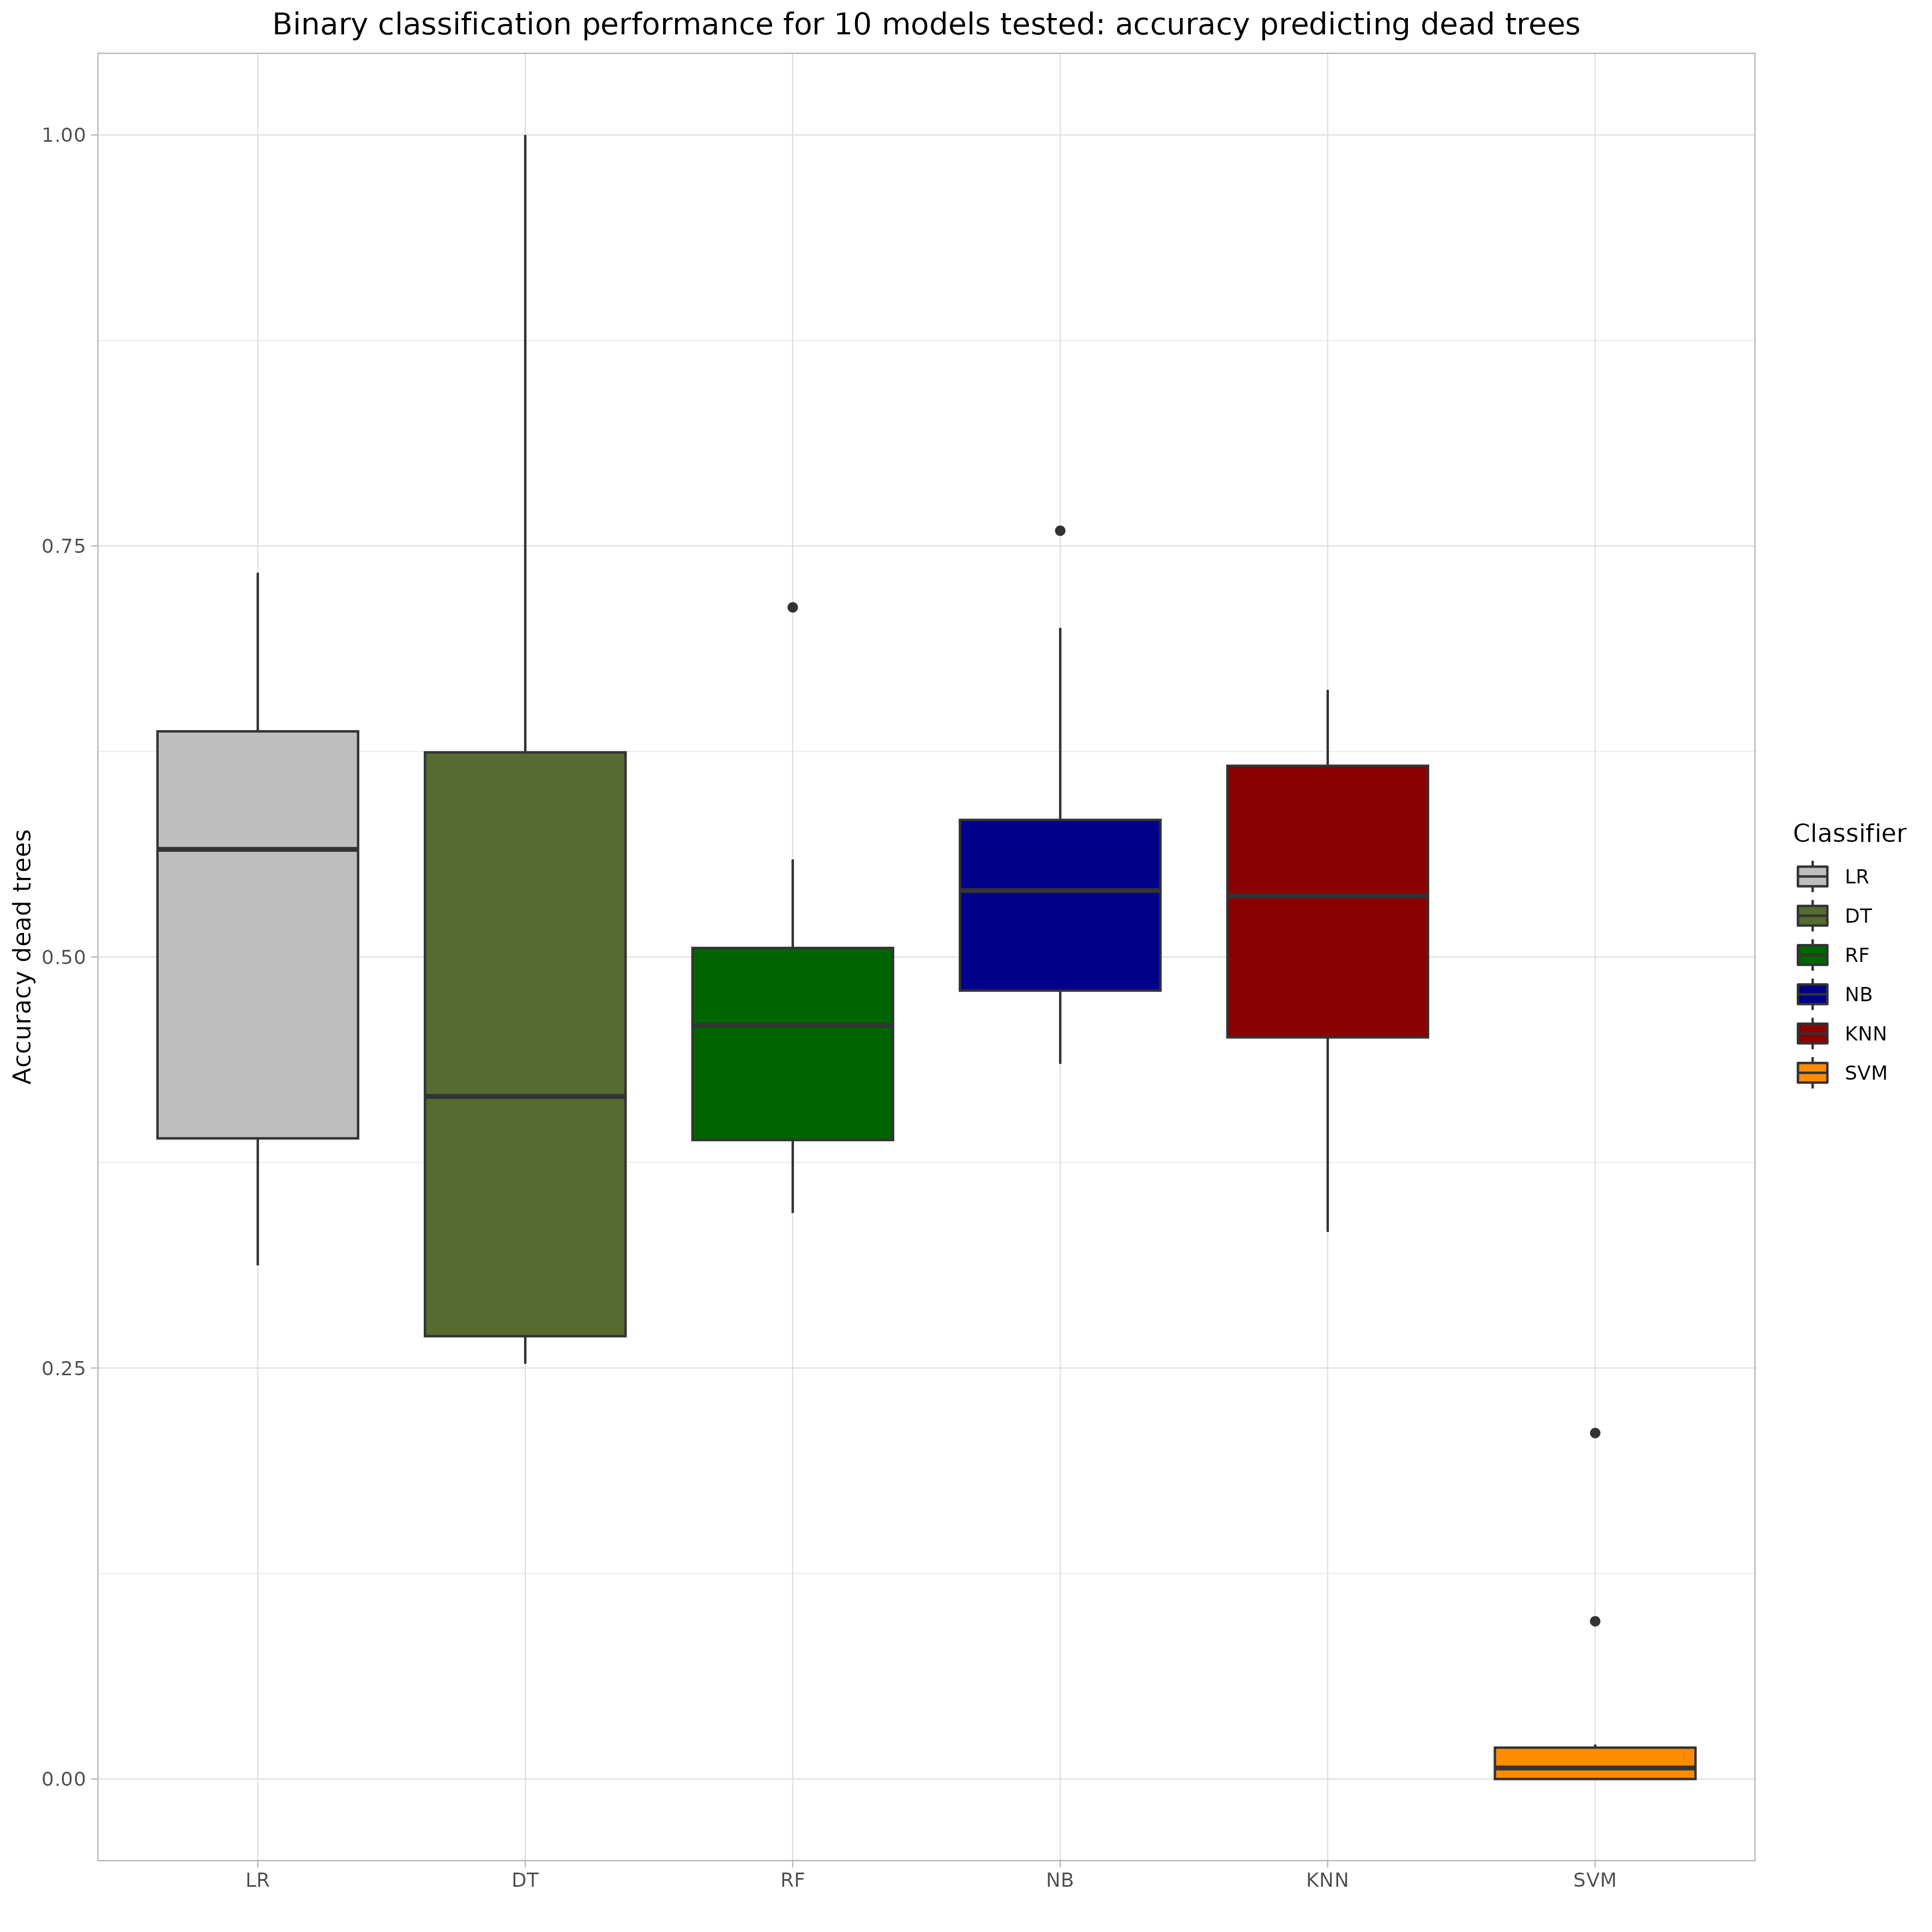 Binary classification performance for 10 models tested: accuracy predicting dead trees
Accuracy dead trees
1.00
0.75
0.50
0.25
0.00
LR
DT
RF
NB
KNN
SVM
Classifier
LR
DT
RF
NB
KNN
SVM